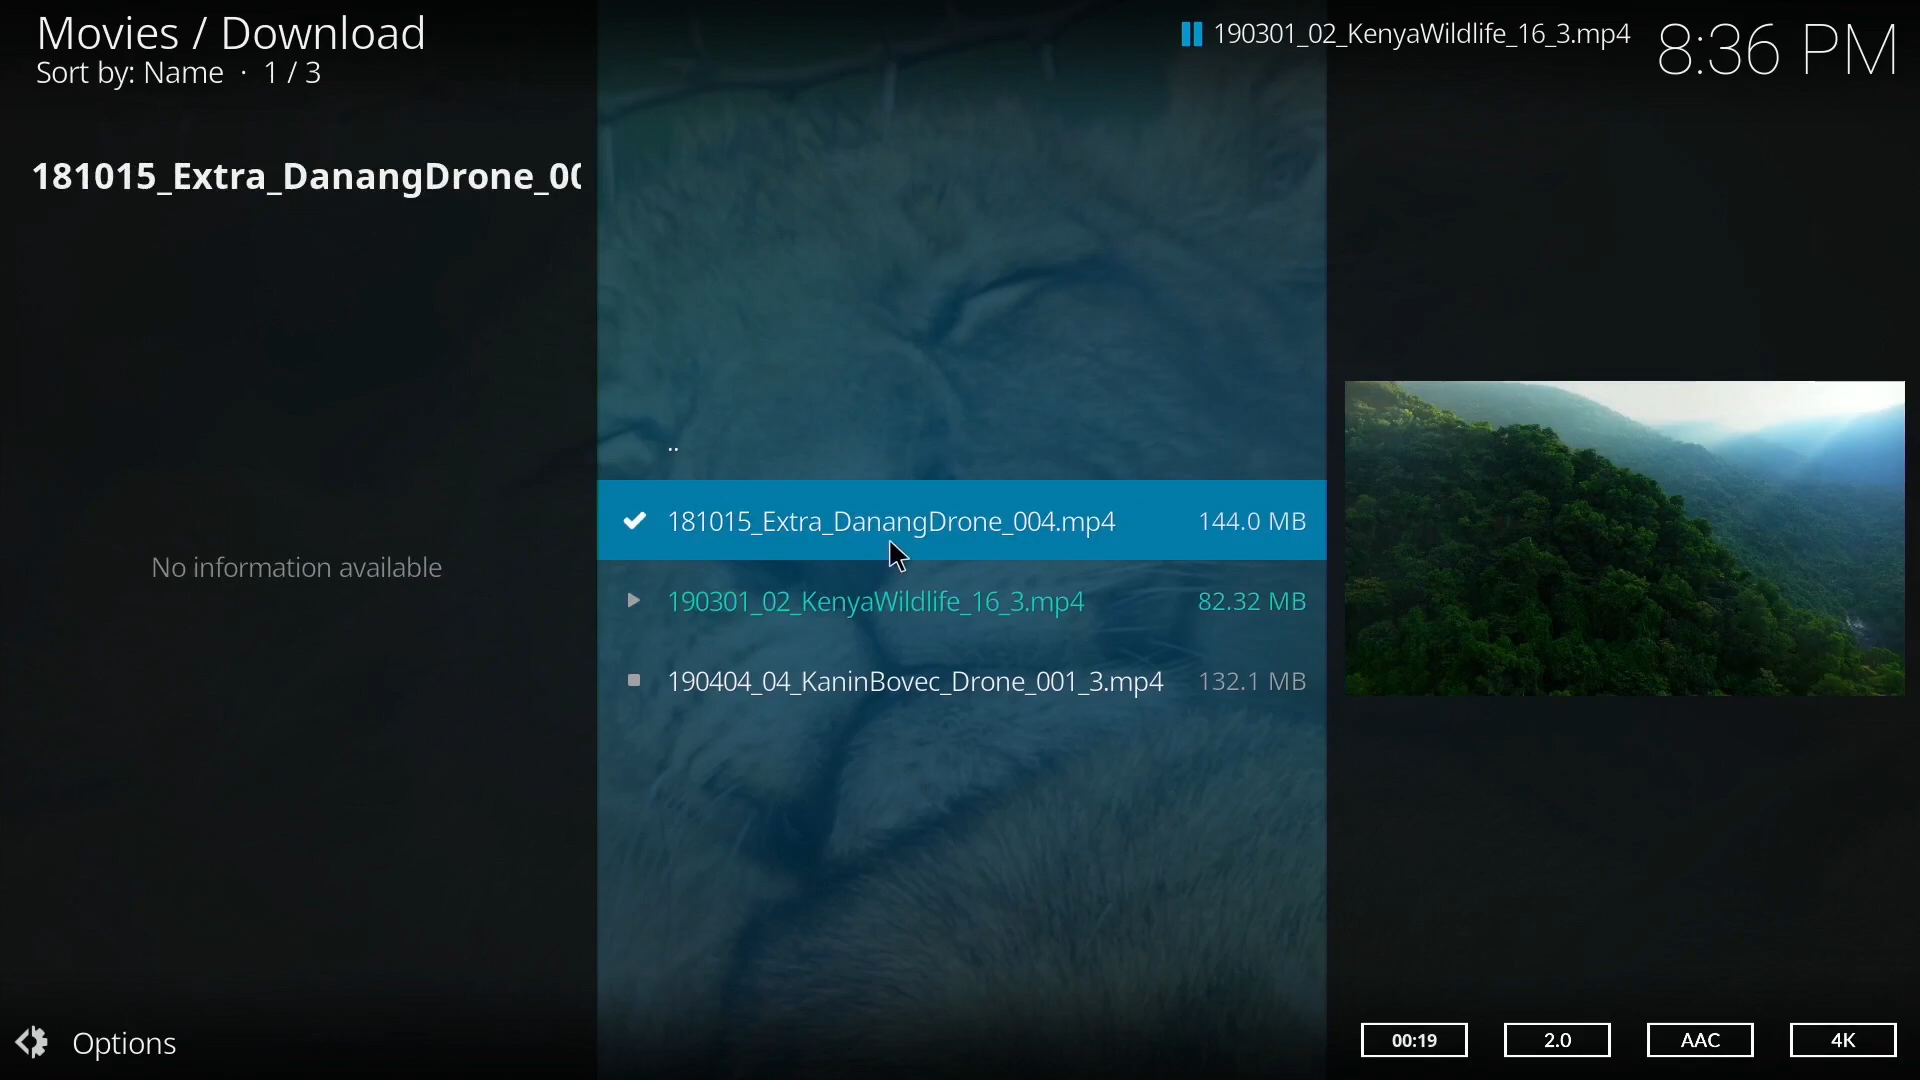 Movies / Download
Sort by: Name · 1 / 3
190301_02_KenyaWildlife_16_3.mp4
8:36 PM
181015_Extra_DanangDrone_00
..
181015_Extra_DanangDrone_004.mp4 144.0 MB
190301_02_KenyaWildlife_16_3.mp4 82.32 MB
190404_04_KaninBovec_Drone_001_3.mp4 132.1 MB
No information available
Options
00:19 2.0 AAC 4K